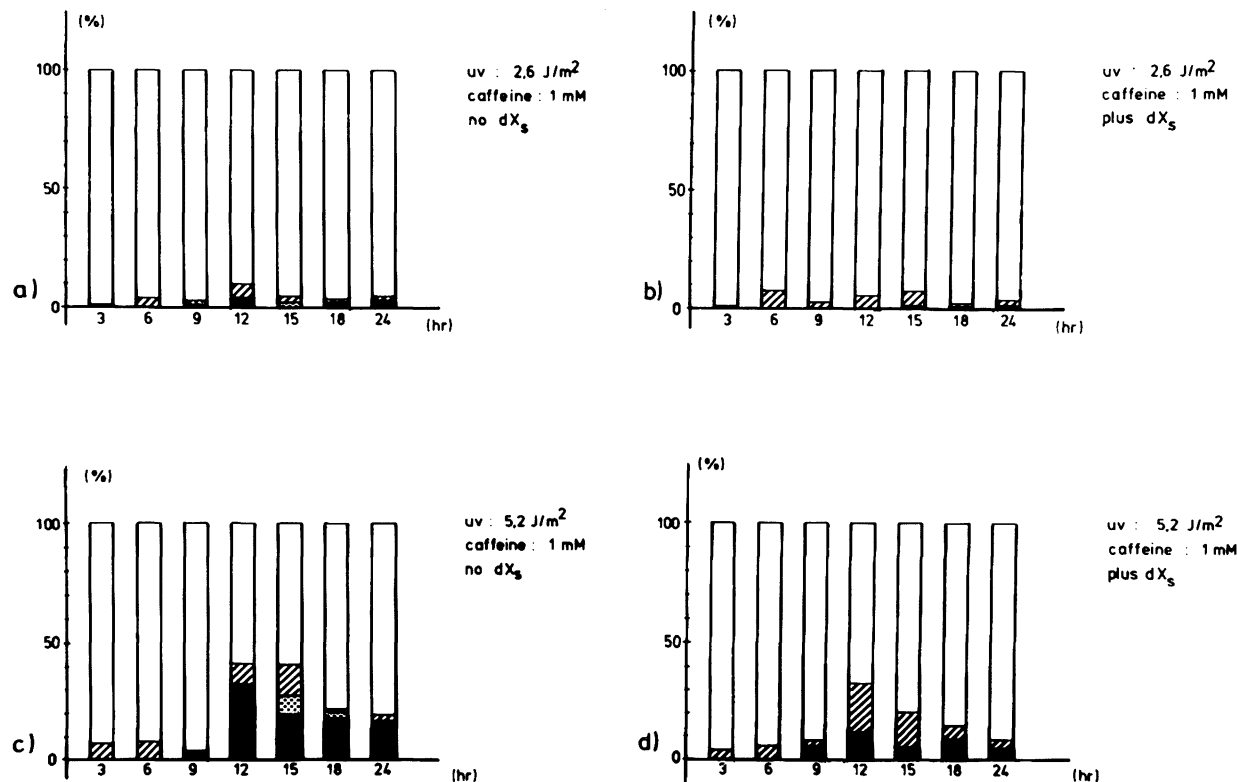 (%)
100
50
0
3 6 9 12 15 18 24
(hr)
a)
uv : 2,6 J/m²
caffeine : 1 mM
no dXs
(%)
100
50
0
3 6 9 12 15 18 24
(hr)
b)
uv : 2,6 J/m²
caffeine : 1 mM
plus dXs
(%)
100
50
0
3 6 9 12 15 18 24
(hr)
c)
uv : 5,2 J/m²
caffeine : 1 mM
no dXs
(%)
100
50
0
3 6 9 12 15 18 24
(hr)
d)
uv : 5,2 J/m²
caffeine : 1 mM
plus dXs